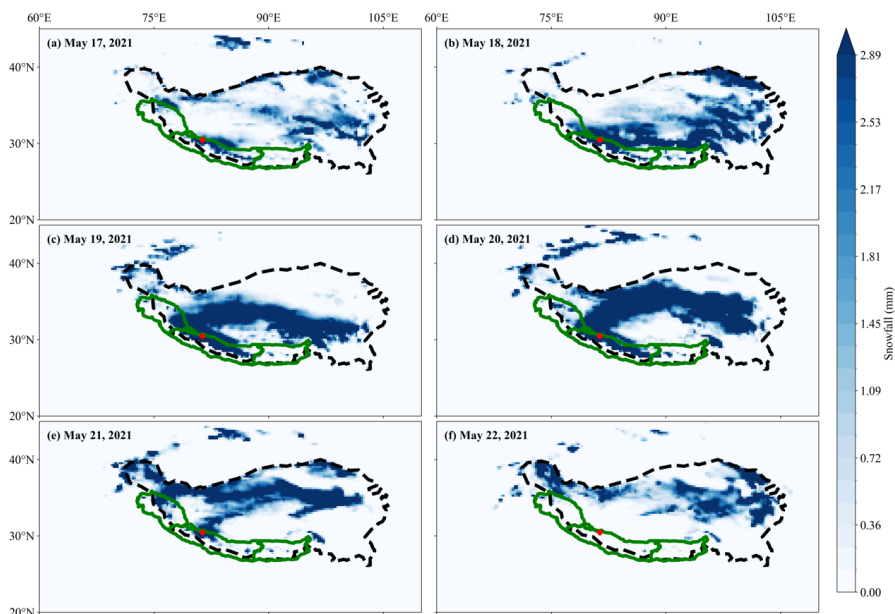 60°E 75°E 90°E 105°E 60°E 75°E 90°E 105°E
(a) May 17, 2021
(b) May 18, 2021
40°N
30°N
20°N
(c) May 19, 2021
(d) May 20, 2021
40°N
30°N
20°N
(e) May 21, 2021
(f) May 22, 2021
40°N
30°N
20°N
2.89
2.53
2.17
1.81
1.45
1.09
0.72
0.36
0.00
Snowfall (mm)